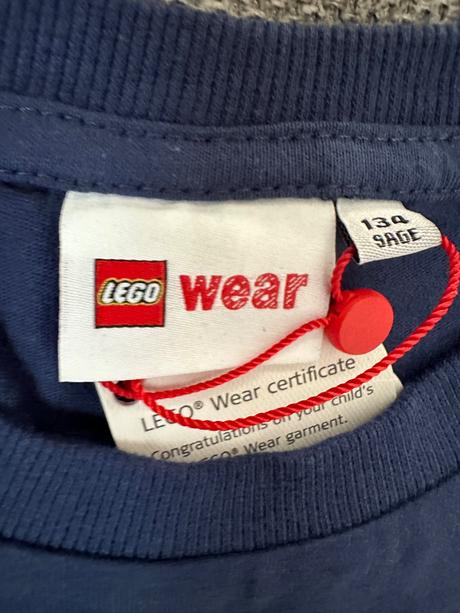 LEGO wear
134
9AGE
LEGO® Wear certificate
Congratulations on your child's
LEGO® Wear garment.